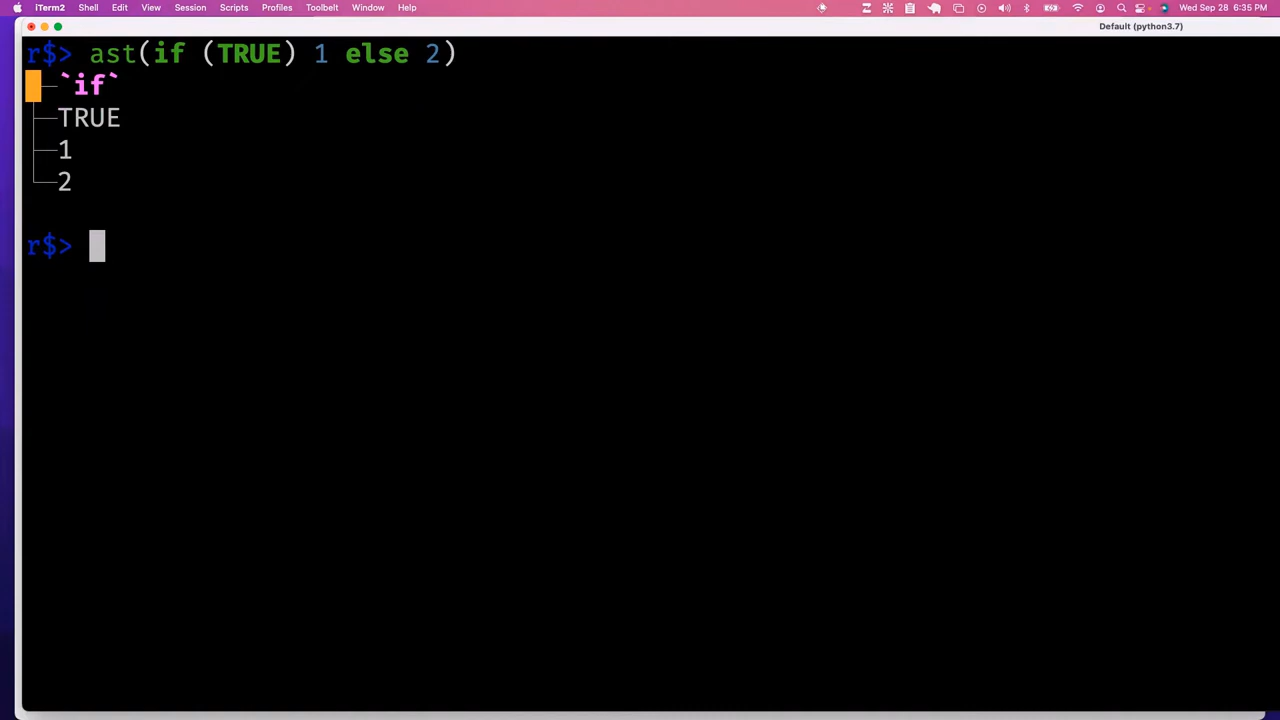 iTerm2 Shell Edit View Session Scripts Profiles Toolbelt Window Help Wed Sep 28 6:35 PM
Default (python3.7)
r$> ast(if (TRUE) 1 else 2)
`if`
TRUE
1
2
r$>